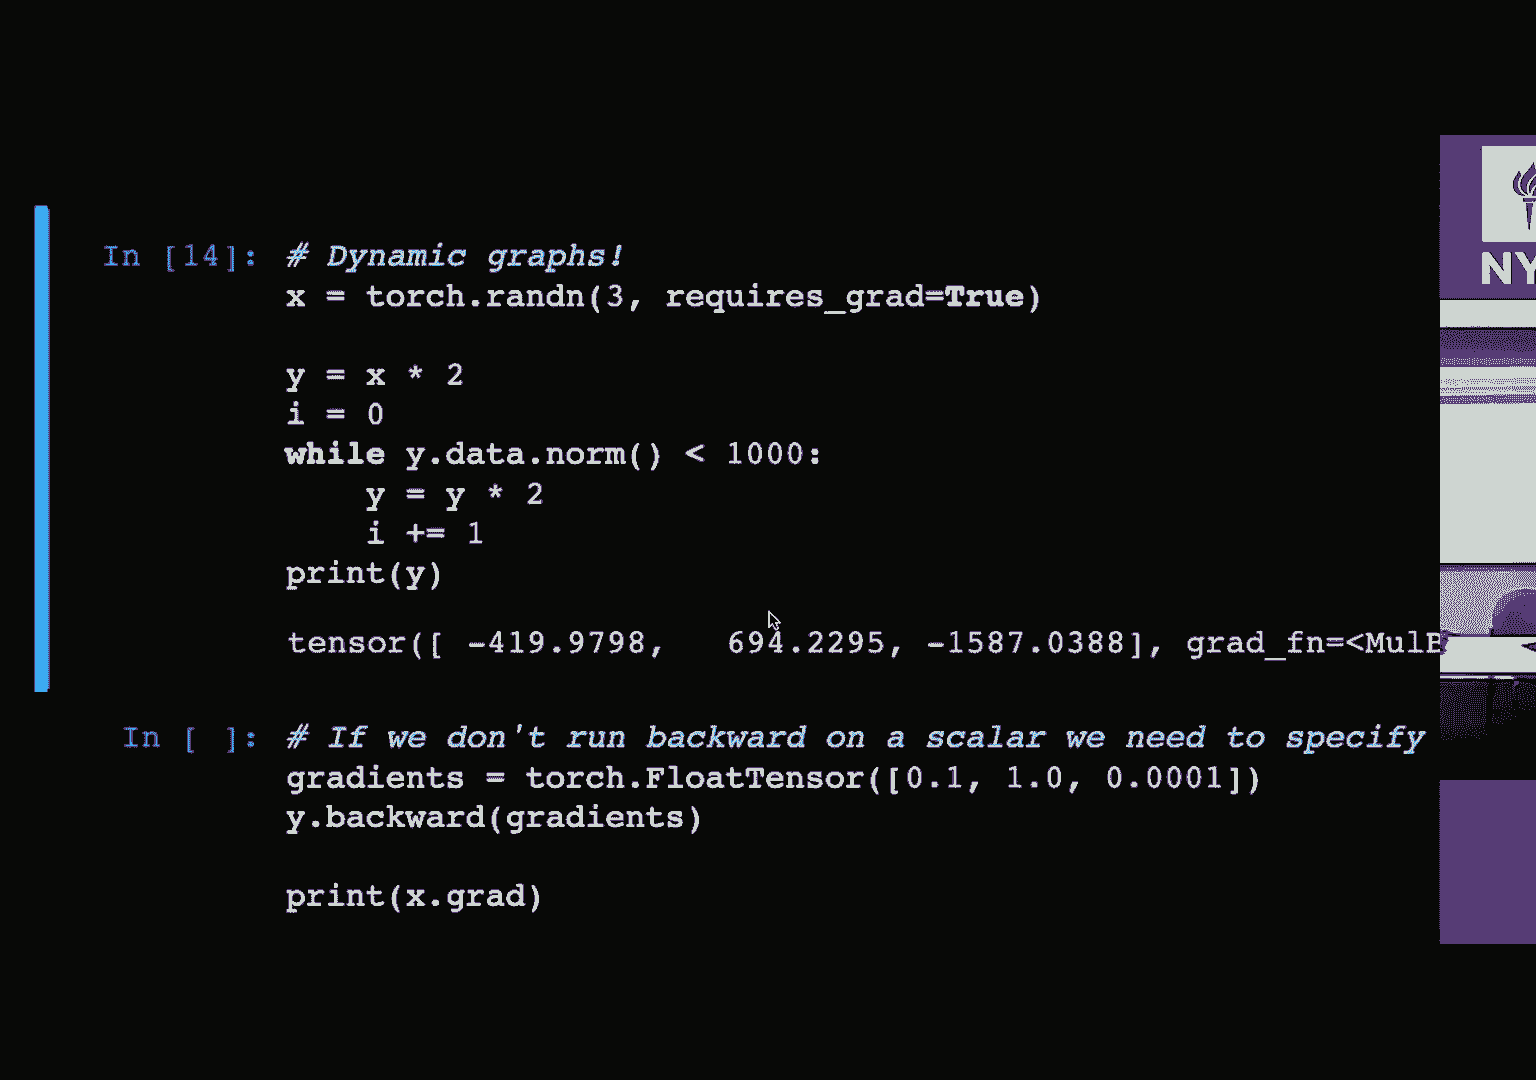 In [14]: # Dynamic graphs!
x = torch.randn(3, requires_grad=True)
y = x * 2
i = 0
while y.data.norm() < 1000:
    y = y * 2
    i += 1
print(y)
tensor([ -419.9798,   694.2295, -1587.0388], grad_fn=<MulB
In [ ]: # If we don't run backward on a scalar we need to specify
gradients = torch.FloatTensor([0.1, 1.0, 0.0001])
y.backward(gradients)
print(x.grad)
NY